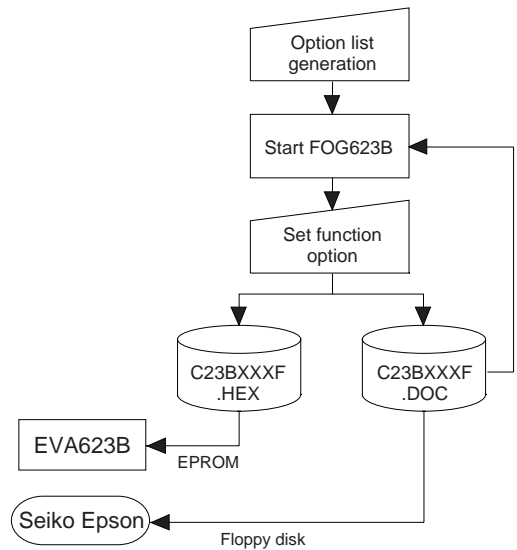 Option list
generation
Start FOG623B
Set function
option
C23BXXXF
.HEX
C23BXXXF
.DOC
EVA623B
EPROM
Seiko Epson
Floppy disk